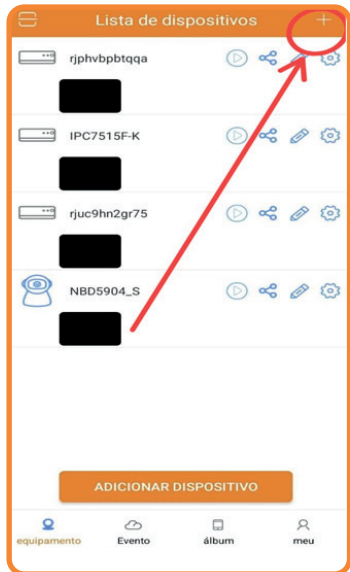 Lista de dispositivos
rjphvbpbtqqa
IPC7515F-K
rjuc9hn2gr75
NBD5904_S
ADICIONAR DISPOSITIVO
equipamento Evento álbum meu